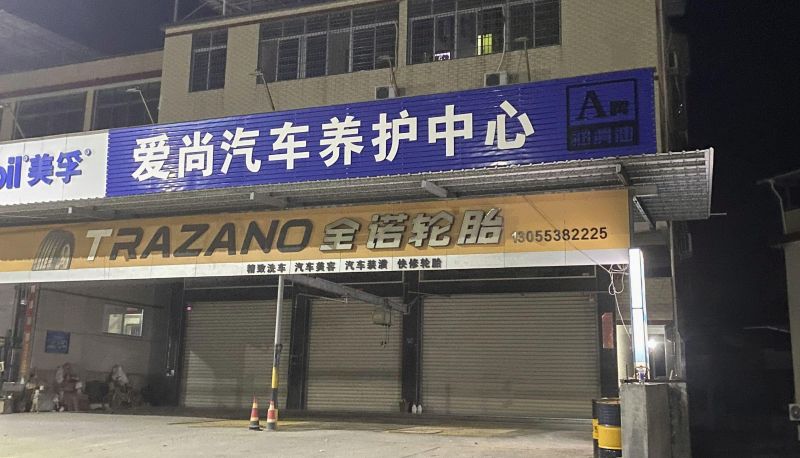 oil 美孚
爱尚汽车养护中心
A
TRAZANO 全诺轮胎 13055382225
精致洗车 汽车美容 汽车装潢 快修轮胎